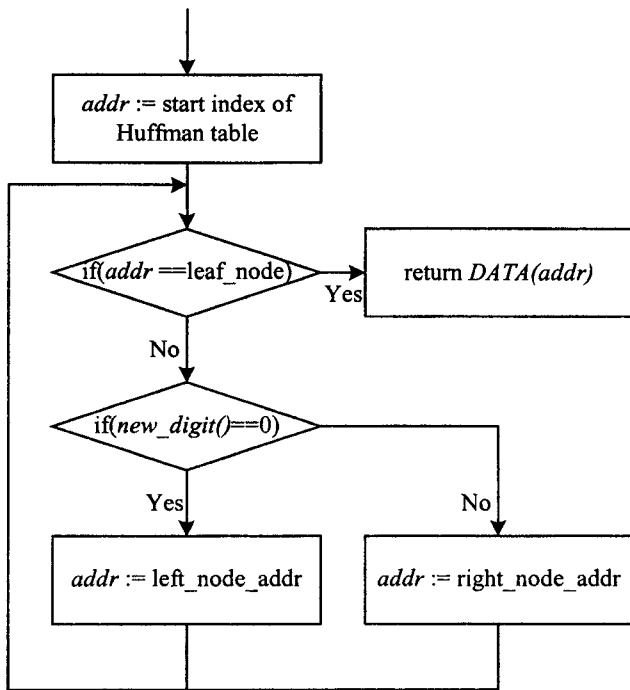 addr := start index of
Huffman table
if(addr ==leaf_node)
Yes
return DATA(addr)
No
if(new_digit()==0)
Yes
No
addr := left_node_addr
addr := right_node_addr